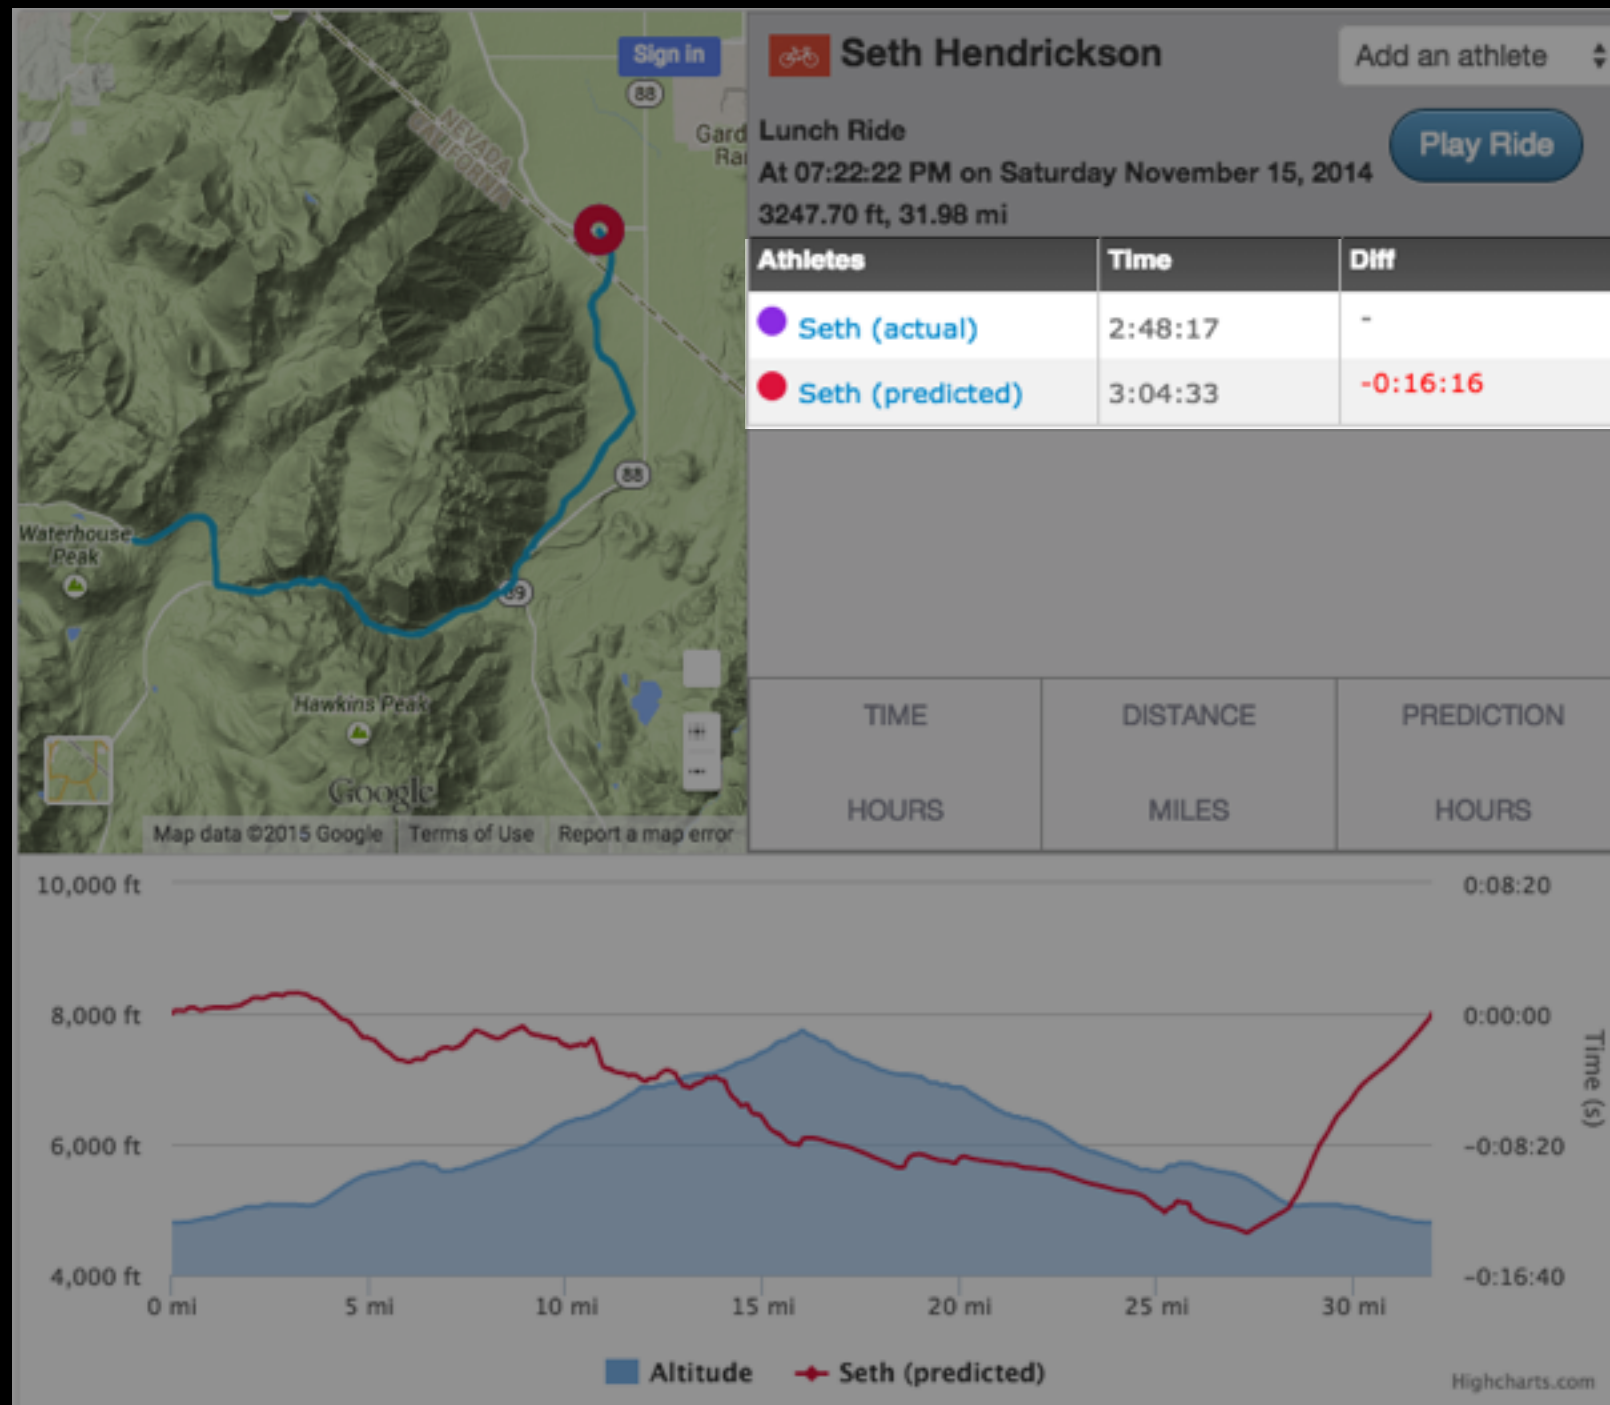 Sign in
88
NEVADA
CALIFORNIA
88
Waterhouse
Peak
89
Hawkins Peak
Google
Map data ©2015 Google
Terms of Use
Report a map error
Seth Hendrickson
Add an athlete
Lunch Ride
Play Ride
At 07:22:22 PM on Saturday November 15, 2014
3247.70 ft, 31.98 mi
Athletes Time Diff
Seth (actual) 2:48:17 -
Seth (predicted) 3:04:33 -0:16:16
TIME DISTANCE PREDICTION
HOURS MILES HOURS
10,000 ft 0:08:20
8,000 ft 0:00:00
6,000 ft -0:08:20
4,000 ft -0:16:40
Time (s)
0 mi 5 mi 10 mi 15 mi 20 mi 25 mi 30 mi
Altitude Seth (predicted)
Highcharts.com